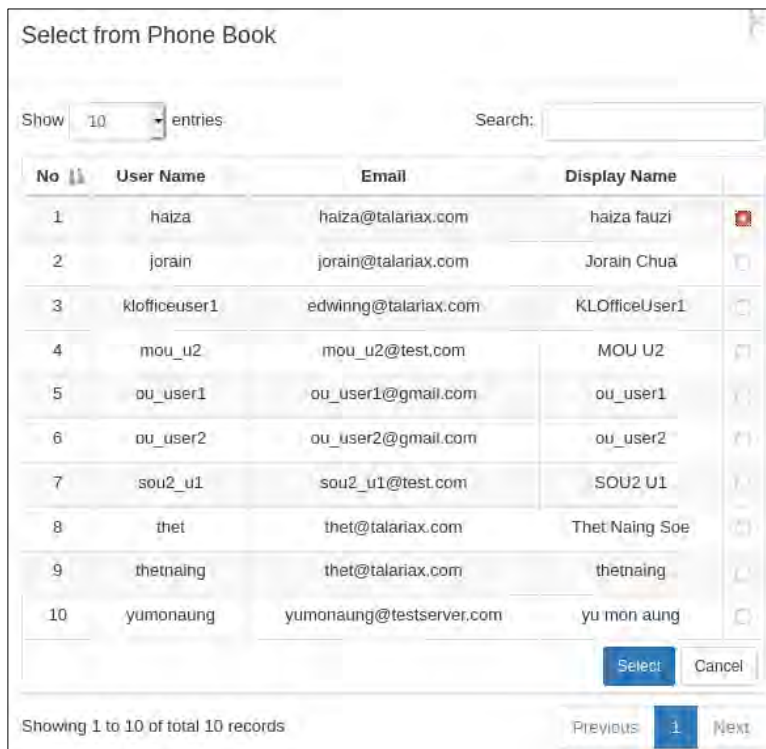 Select from Phone Book
Show 10 entries Search:
No User Name Email Display Name
1 haiza haiza@talariax.com haiza fauzi
2 jorain jorain@talariax.com Jorain Chua
3 klofficeuser1 edwinng@talariax.com KLOfficeUser1
4 mou_u2 mou_u2@test.com MOU U2
5 ou_user1 ou_user1@gmail.com ou_user1
6 ou_user2 ou_user2@gmail.com ou_user2
7 sou2_u1 sou2_u1@test.com SOU2 U1
8 thet thet@talariax.com Thet Naing Soe
9 thetnaing thet@talariax.com thetnaing
10 yumonaung yumonaung@testserver.com yu mon aung
Select Cancel
Showing 1 to 10 of total 10 records Previous 1 Next